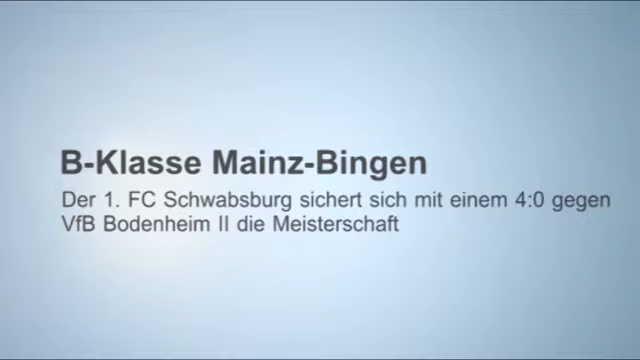 B-Klasse Mainz-Bingen
Der 1. FC Schwabsburg sichert sich mit einem 4:0 gegen
VfB Bodenheim II die Meisterschaft